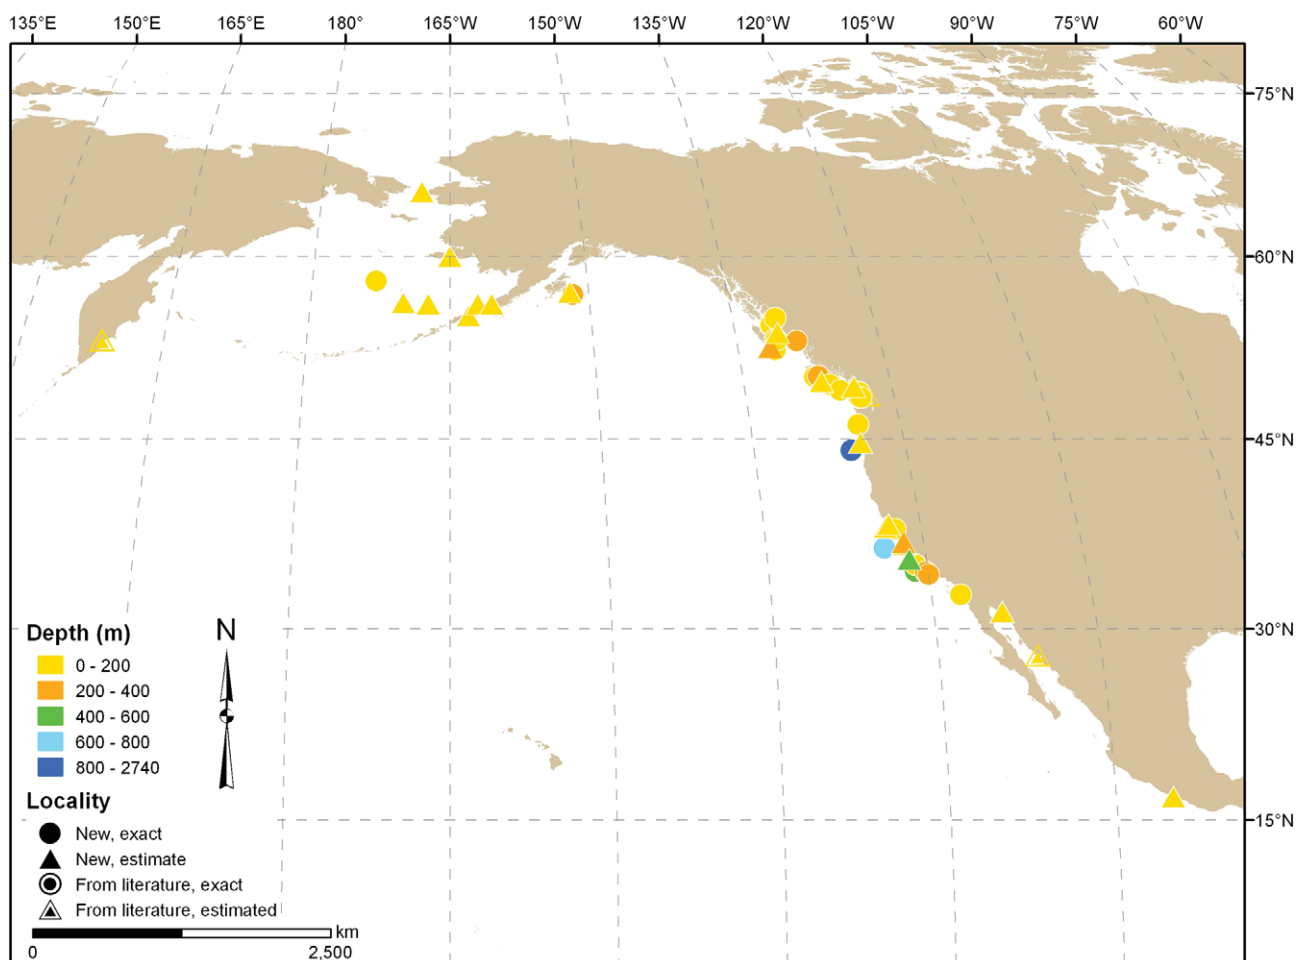 135°E 150°E 165°E 180° 165°W 150°W 135°W 120°W 105°W 90°W 75°W 60°W
75°N
60°N
45°N
30°N
15°N
N
Depth (m)
0 - 200
200 - 400
400 - 600
600 - 800
800 - 2740
Locality
New, exact
New, estimate
From literature, exact
From literature, estimated
km
0 2,500